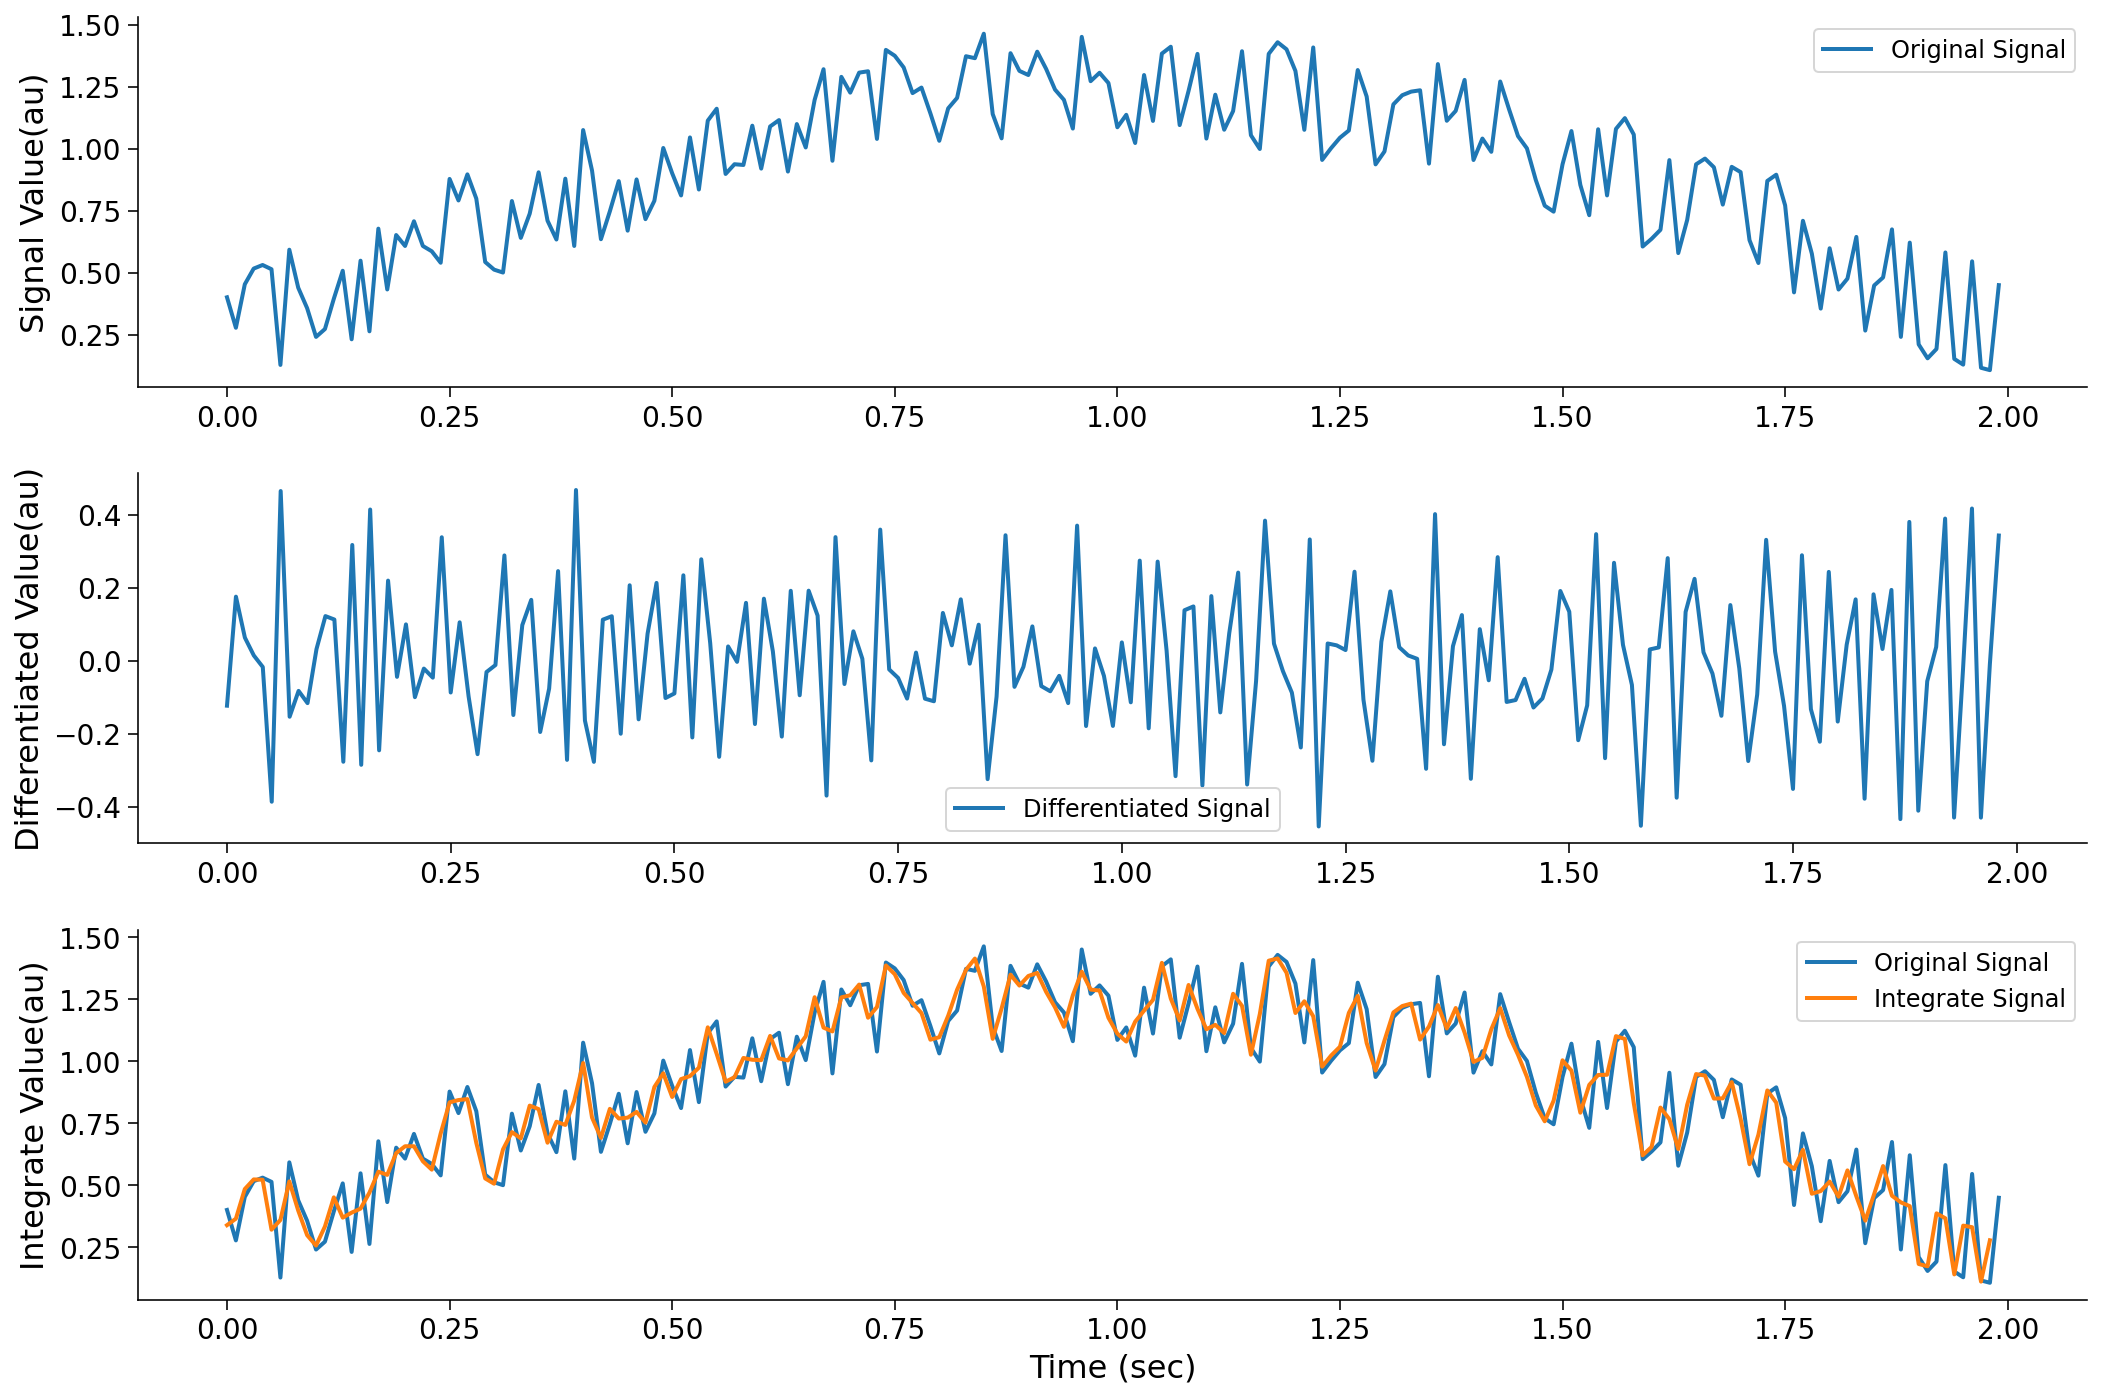 Signal Value(au)
1.50
1.25
1.00
0.75
0.50
0.25
Original Signal
0.00 0.25 0.50 0.75 1.00 1.25 1.50 1.75 2.00
Differentiated Value(au)
0.4
0.2
0.0
−0.2
−0.4
Differentiated Signal
0.00 0.25 0.50 0.75 1.00 1.25 1.50 1.75 2.00
Integrate Value(au)
1.50
1.25
1.00
0.75
0.50
0.25
Original Signal
Integrate Signal
0.00 0.25 0.50 0.75 1.00 1.25 1.50 1.75 2.00
Time (sec)